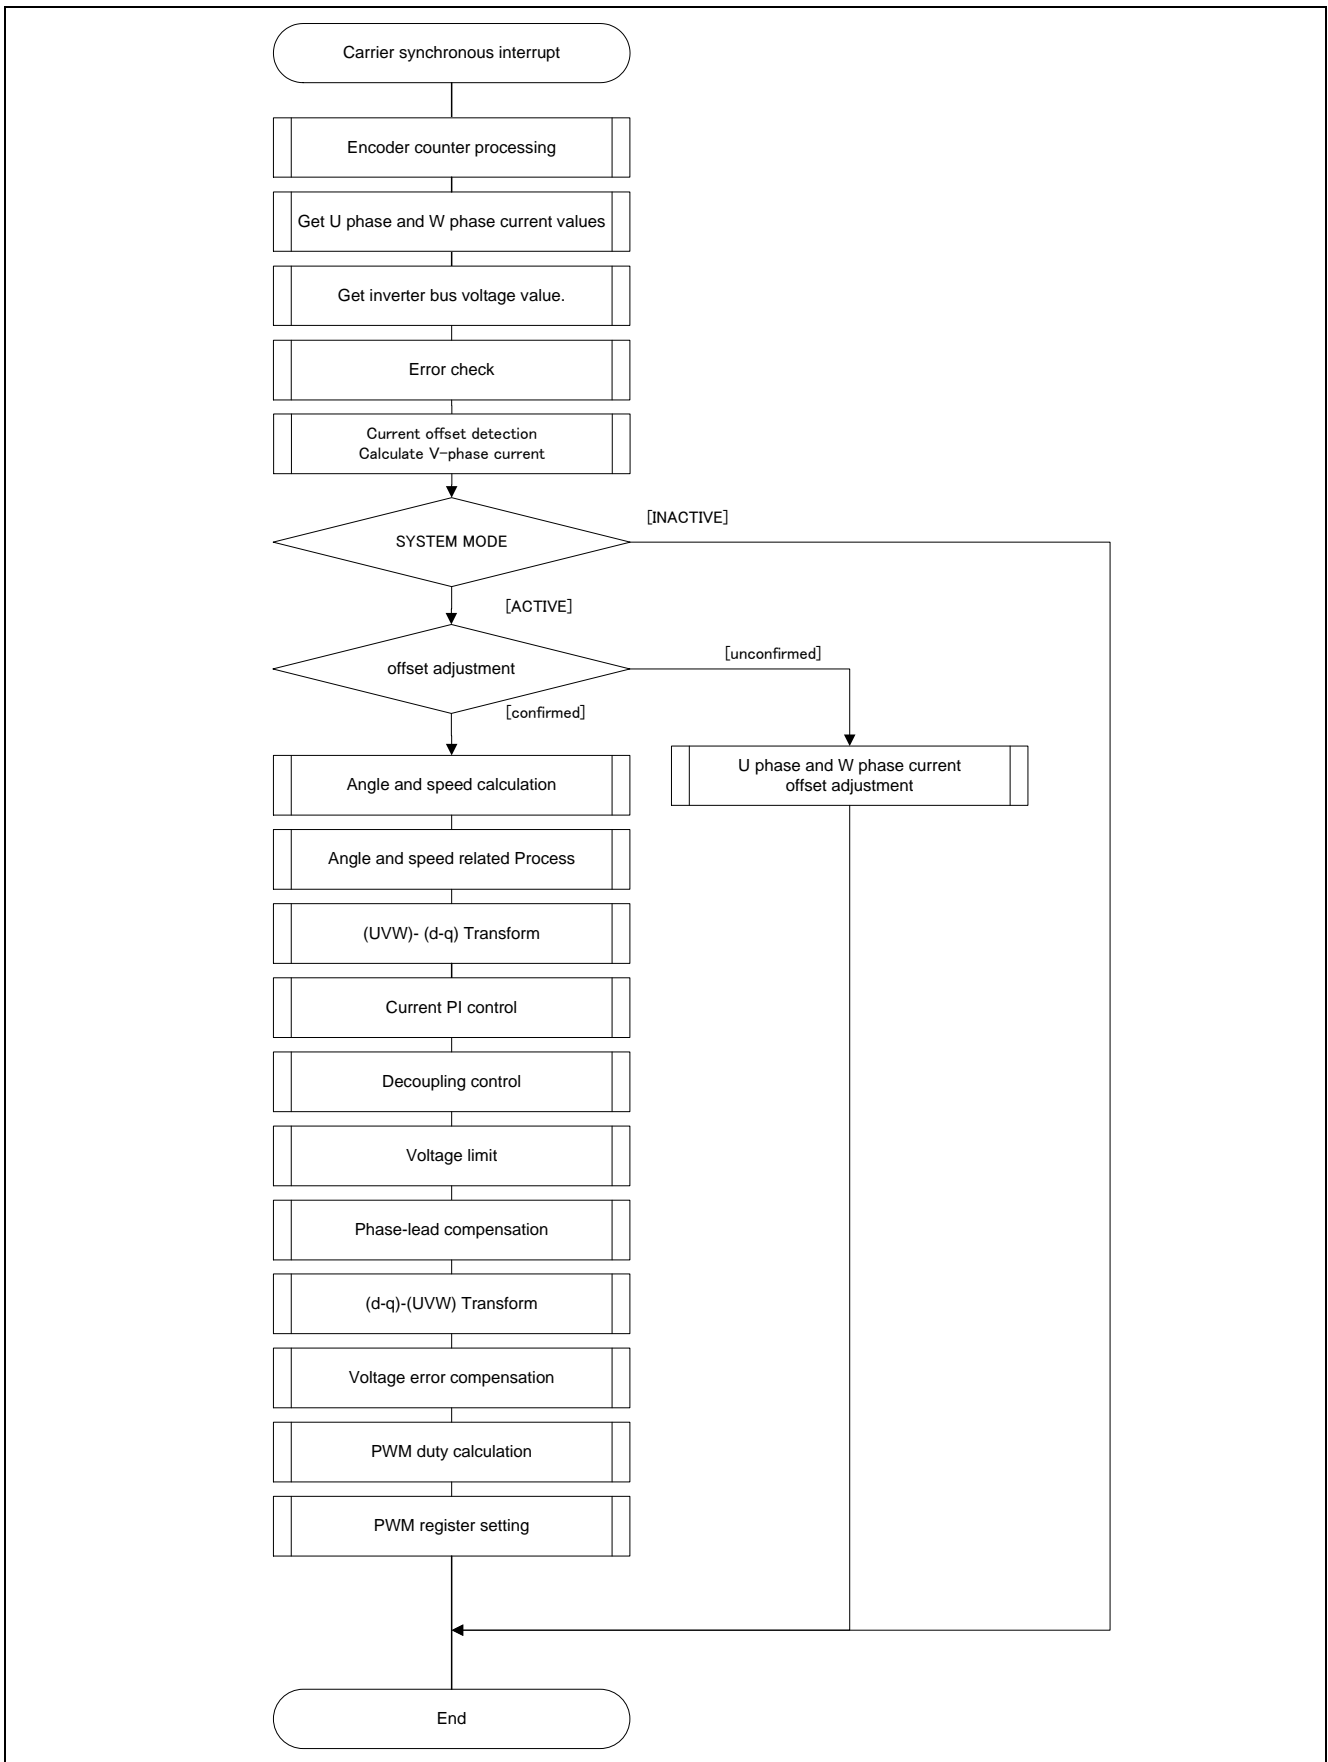 Carrier synchronous interrupt
Encoder counter processing
Get U phase and W phase current values
Get inverter bus voltage value.
Error check
Current offset detection
Calculate V-phase current
[INACTIVE]
SYSTEM MODE
[ACTIVE]
offset adjustment
[unconfirmed]
[confirmed]
U phase and W phase current
offset adjustment
Angle and speed calculation
Angle and speed related Process
(UVW)- (d-q) Transform
Current PI control
Decoupling control
Voltage limit
Phase-lead compensation
(d-q)-(UVW) Transform
Voltage error compensation
PWM duty calculation
PWM register setting
End